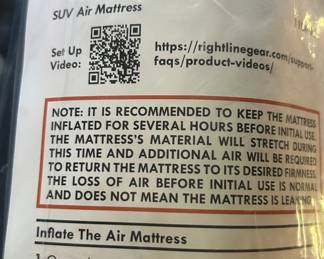 SUV Air Mattress
Set Up
Video:
https://rightlinegear.com/support-
faqs/product-videos/
NOTE: IT IS RECOMMENDED TO KEEP THE MATTRESS
INFLATED FOR SEVERAL HOURS BEFORE INITIAL USE.
THE MATTRESS'S MATERIAL WILL STRETCH DURING
THIS TIME AND ADDITIONAL AIR WILL BE REQUIRED
TO RETURN THE MATTRESS TO ITS DESIRED FIRMNESS.
THE LOSS OF AIR BEFORE INITIAL USE IS NORMAL
AND DOES NOT MEAN THE MATTRESS IS LEAKING.
Inflate The Air Mattress